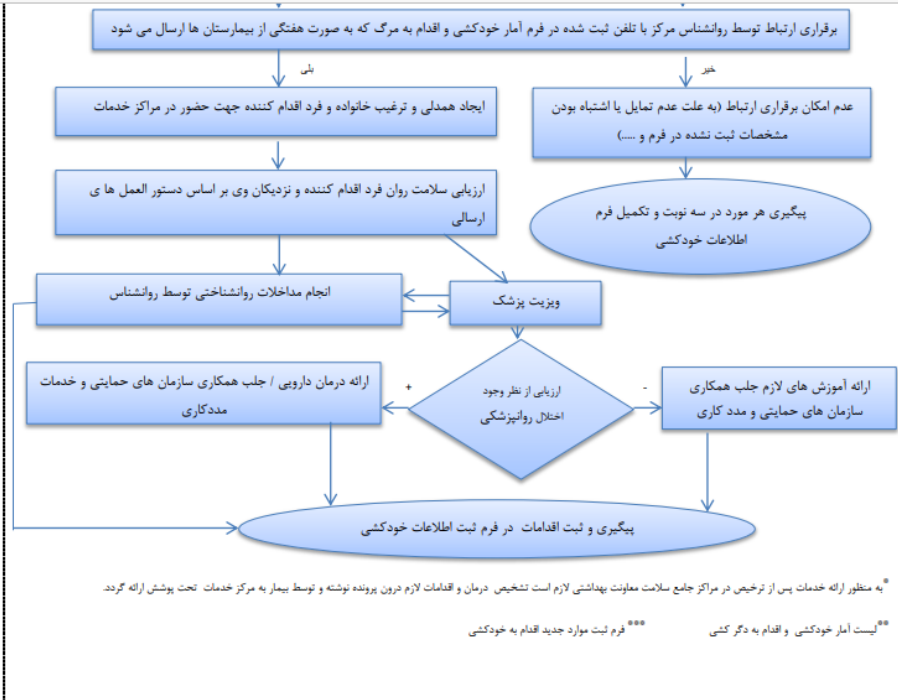 برقراری ارتباط توسط روانشناس مرکز با تلفن ثبت شده در فرم آمار خودکشی و اقدام به مرگ که به صورت هفتگی از بیمارستان ها ارسال می شود
بلی
خیر
ایجاد همدلی و ترغیب خانواده و فرد اقدام کننده جهت حضور در مراکز خدمات
عدم امکان برقراری ارتباط (به علت عدم تمایل یا اشتباه بودن
مشخصات ثبت نشده در فرم و .....)
ارزیابی سلامت روان فرد اقدام کننده و نزدیکان وی بر اساس دستور العمل ها ی
ارسالی
پیگیری هر مورد در سه نوبت و تکمیل فرم
اطلاعات خودکشی
انجام مداخلات روانشناختی توسط روانشناس
ویزیت پزشک
ارائه درمان دارویی / جلب همکاری سازمان های حمایتی و خدمات
مددکاری
+
ارزیابی از نظر وجود
اختلال روانپزشکی
-
ارائه آموزش های لازم جلب همکاری
سازمان های حمایتی و مدد کاری
پیگیری و ثبت اقدامات در فرم ثبت اطلاعات خودکشی
*به منظور ارائه خدمات پس از ترخیص در مراکز جامع سلامت معاونت بهداشتی لازم است تشخیص درمان و اقدامات لازم درون پرونده نوشته و توسط بیمار به مرکز خدمات تحت پوشش ارائه گردد.
**لیست آمار خودکشی و اقدام به دگر کشی ***فرم ثبت موارد جدید اقدام به خودکشی